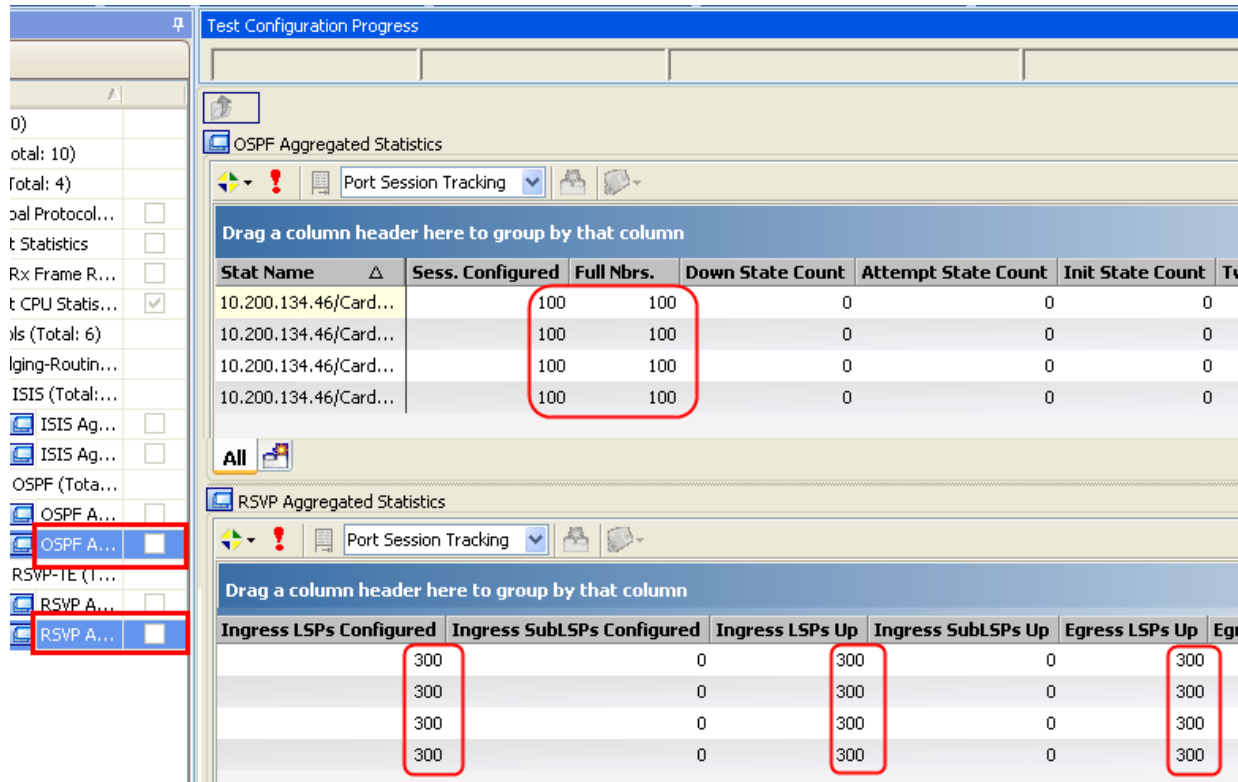 Test Configuration Progress
0)
otal: 10)
Total: 4)
oal Protocol...
t Statistics
Rx Frame R...
t CPU Statis...
ols (Total: 6)
dging-Routin...
ISIS (Total:...
ISIS Ag...
ISIS Ag...
OSPF (Tota...
OSPF A...
OSPF A...
RSVP-TE (T...
RSVP A...
RSVP A...
OSPF Aggregated Statistics
Port Session Tracking
Drag a column header here to group by that column
Stat Name Sess. Configured Full Nbrs. Down State Count Attempt State Count Init State Count Tw
10.200.134.46/Card... 100 100 0 0 0
10.200.134.46/Card... 100 100 0 0 0
10.200.134.46/Card... 100 100 0 0 0
10.200.134.46/Card... 100 100 0 0 0
All
RSVP Aggregated Statistics
Port Session Tracking
Drag a column header here to group by that column
Ingress LSPs Configured Ingress SubLSPs Configured Ingress LSPs Up Ingress SubLSPs Up Egress LSPs Up Egr
300 0 300 0 300
300 0 300 0 300
300 0 300 0 300
300 0 300 0 300